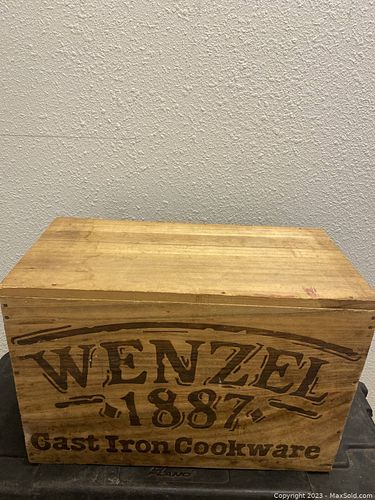 WENZEL
1887
Cast Iron Cookware
Copyright 2023 - MaxSold.com